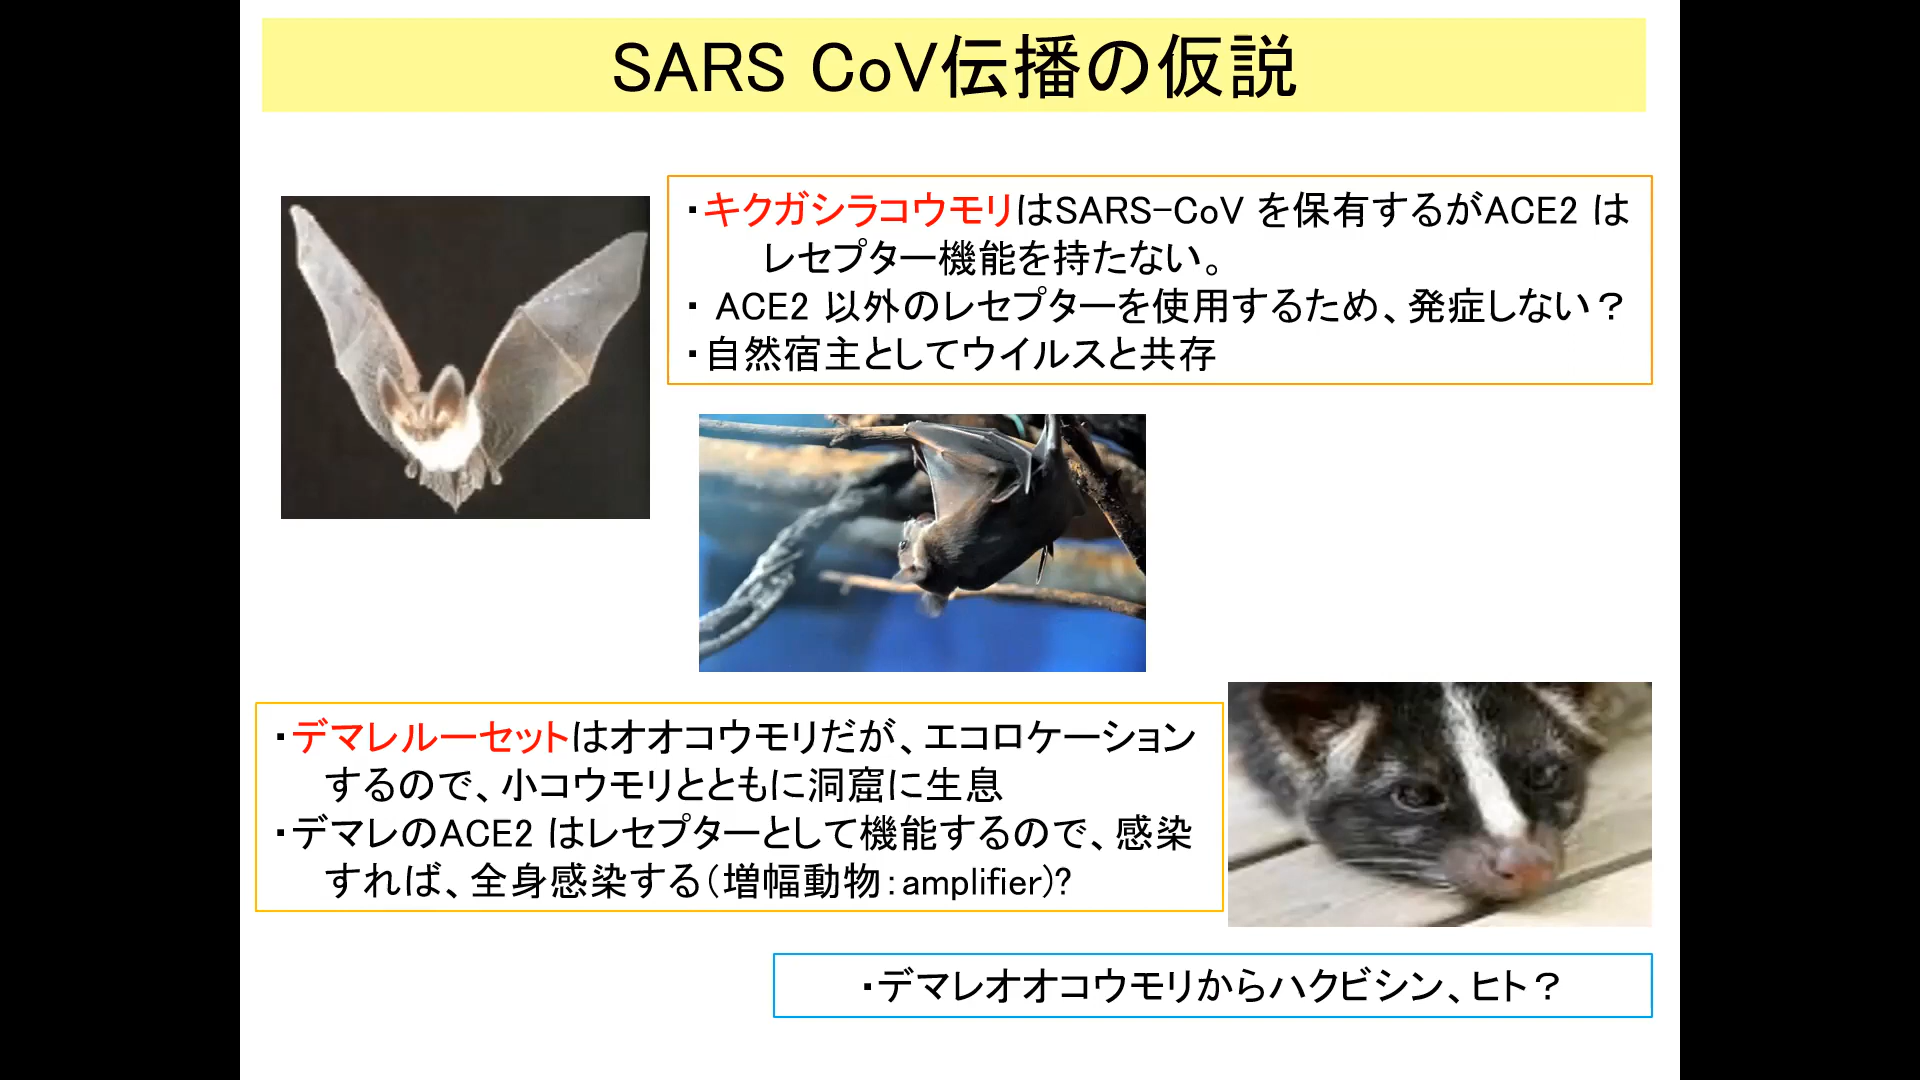 SARS CoV伝播の仮説
・キクガシラコウモリはSARS-CoV を保有するがACE2 は
レセプター機能を持たない。
・ ACE2 以外のレセプターを使用するため、発症しない？
・自然宿主としてウイルスと共存
・デマレルーセットはオオコウモリだが、エコロケーション
するので、小コウモリとともに洞窟に生息
・デマレのACE2 はレセプターとして機能するので、感染
すれば、全身感染する（増幅動物：amplifier)?
・デマレオオコウモリからハクビシン、ヒト？